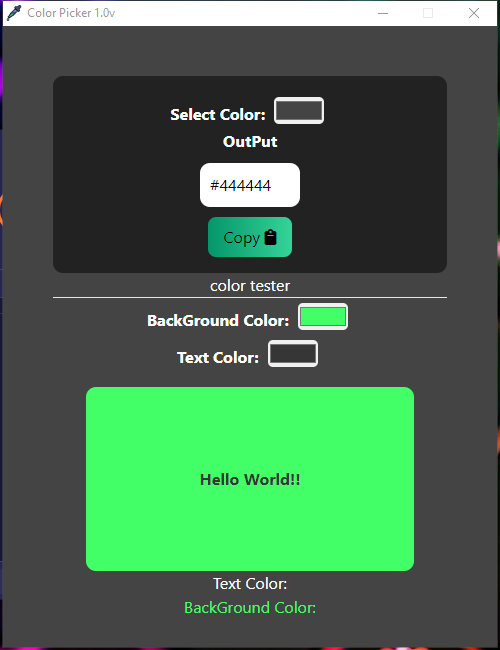 Color Picker 1.0v
Select Color:
OutPut
#444444
Copy
color tester
BackGround Color:
Text Color:
Hello World!!
Text Color:
BackGround Color: